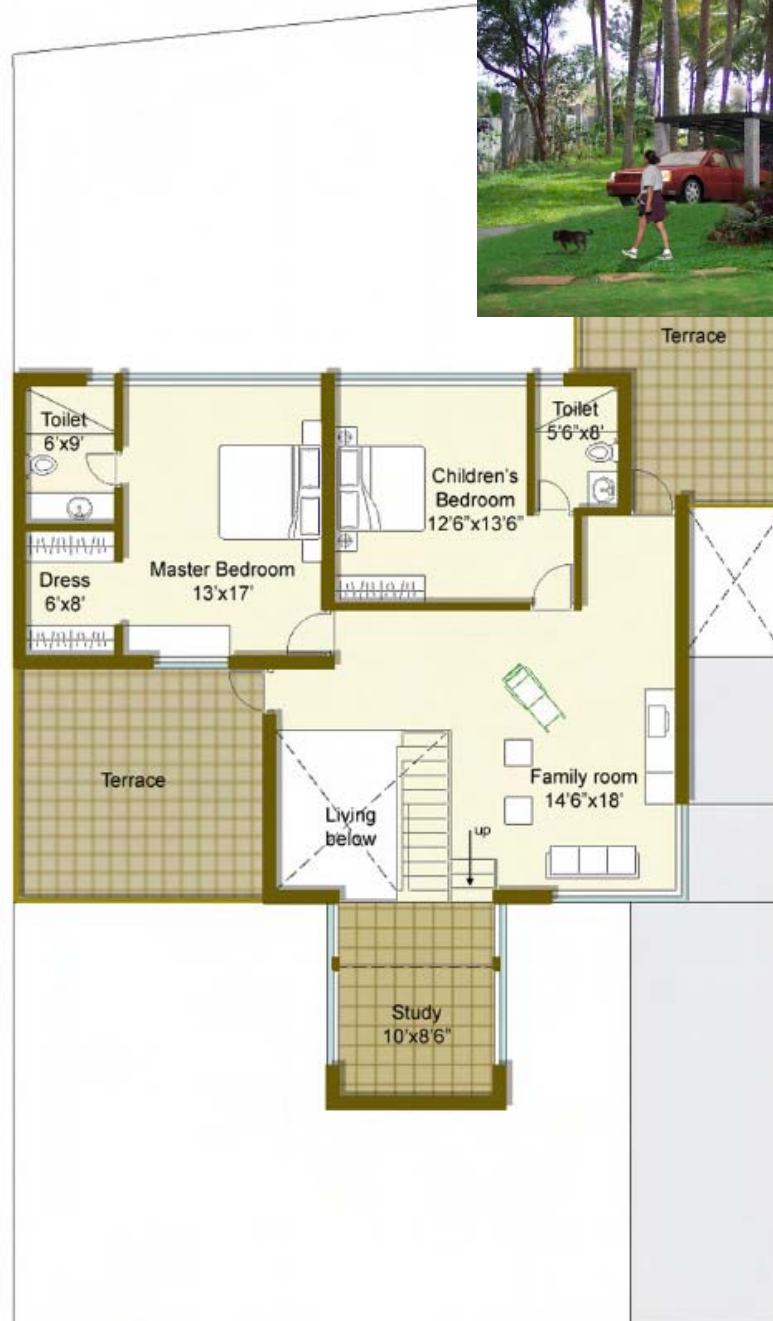 Terrace
Toilet
6'x9'
Toilet
5'6"x8'
Children's
Bedroom
12'6"x13'6"
Dress
6'x8'
Master Bedroom
13'x17'
Terrace
Living
below
up
Family room
14'6"x18'
Study
10'x8'6"